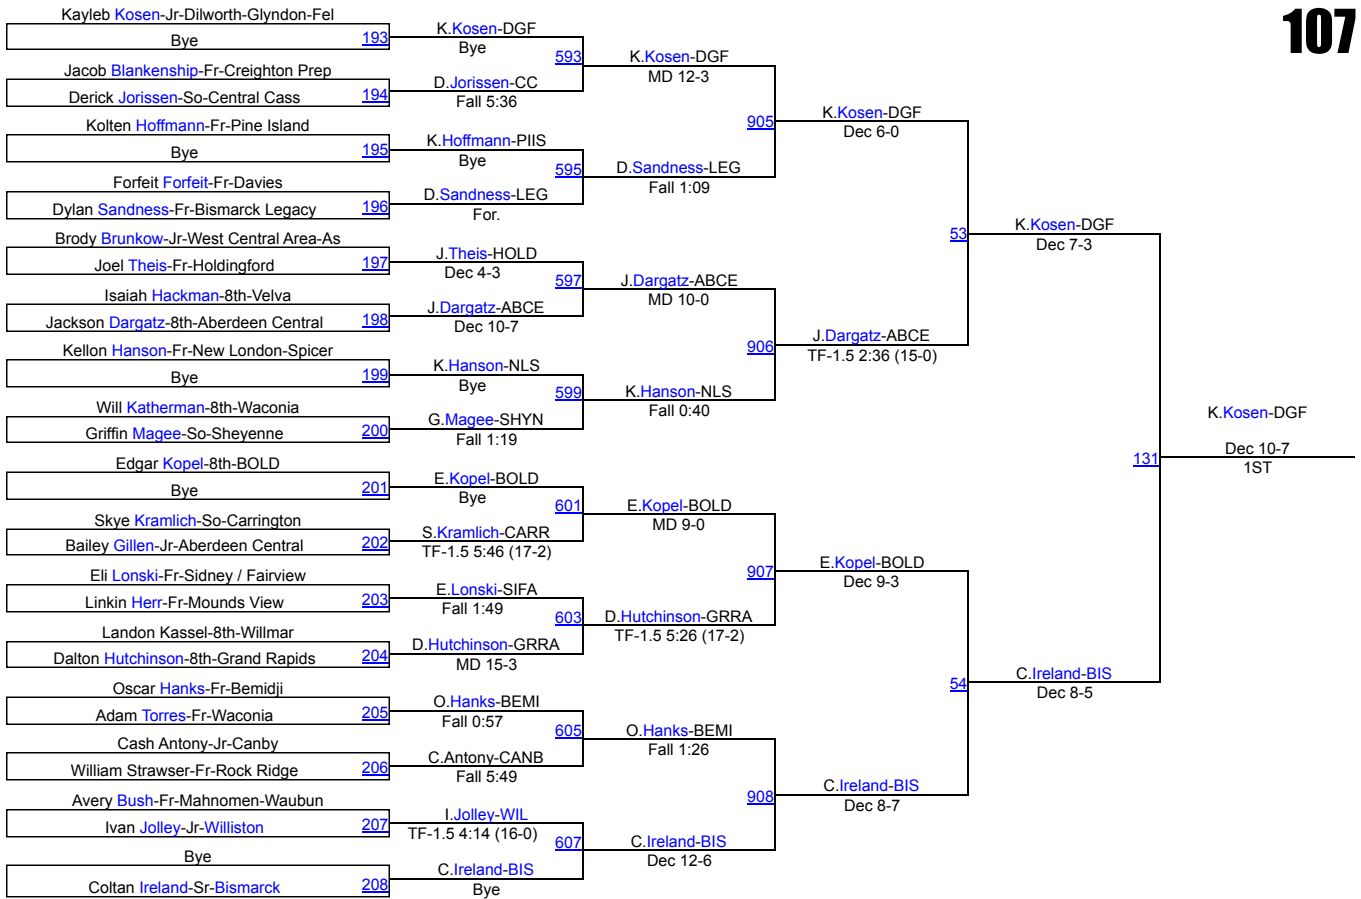 107
Kayleb Kosen-Jr-Dilworth-Glyndon-Fel
Bye
193
Jacob Blankenship-Fr-Creighton Prep
Derick Jorissen-So-Central Cass
194
Kolten Hoffmann-Fr-Pine Island
Bye
195
Forfeit Forfeit-Fr-Davies
Dylan Sandness-Fr-Bismarck Legacy
196
Brody Brunkow-Jr-West Central Area-As
Joel Theis-Fr-Holdingford
197
Isaiah Hackman-8th-Velva
Jackson Dargatz-8th-Aberdeen Central
198
Kellon Hanson-Fr-New London-Spicer
Bye
199
Will Katherman-8th-Waconia
Griffin Magee-So-Sheyenne
200
Edgar Kopel-8th-BOLD
Bye
201
Skye Kramlich-So-Carrington
Bailey Gillen-Jr-Aberdeen Central
202
Eli Lonski-Fr-Sidney / Fairview
Linkin Herr-Fr-Mounds View
203
Landon Kassel-8th-Willmar
Dalton Hutchinson-8th-Grand Rapids
204
Oscar Hanks-Fr-Bemidji
Adam Torres-Fr-Waconia
205
Cash Antony-Jr-Canby
William Strawser-Fr-Rock Ridge
206
Avery Bush-Fr-Mahnomen-Waubun
Ivan Jolley-Jr-Williston
207
Bye
Coltan Ireland-Sr-Bismarck
208
K.Kosen-DGF
Bye
593
D.Jorissen-CC
Fall 5:36
K.Hoffmann-PIIS
Bye
595
D.Sandness-LEG
For.
J.Theis-HOLD
Dec 4-3
597
J.Dargatz-ABCE
Dec 10-7
K.Hanson-NLS
Bye
599
G.Magee-SHYN
Fall 1:19
E.Kopel-BOLD
Bye
601
S.Kramlich-CARR
TF-1.5 5:46 (17-2)
E.Lonski-SIFA
Fall 1:49
603
D.Hutchinson-GRRA
MD 15-3
O.Hanks-BEMI
Fall 0:57
605
C.Antony-CANB
Fall 5:49
I.Jolley-WIL
TF-1.5 4:14 (16-0)
607
C.Ireland-BIS
Bye
K.Kosen-DGF
MD 12-3
905
D.Sandness-LEG
Fall 1:09
J.Dargatz-ABCE
MD 10-0
906
K.Hanson-NLS
Fall 0:40
E.Kopel-BOLD
MD 9-0
907
D.Hutchinson-GRRA
TF-1.5 5:26 (17-2)
O.Hanks-BEMI
Fall 1:26
908
C.Ireland-BIS
Dec 12-6
K.Kosen-DGF
Dec 6-0
53
J.Dargatz-ABCE
TF-1.5 2:36 (15-0)
E.Kopel-BOLD
Dec 9-3
54
C.Ireland-BIS
Dec 8-7
K.Kosen-DGF
Dec 7-3
131
C.Ireland-BIS
Dec 8-5
K.Kosen-DGF
Dec 10-7
1ST